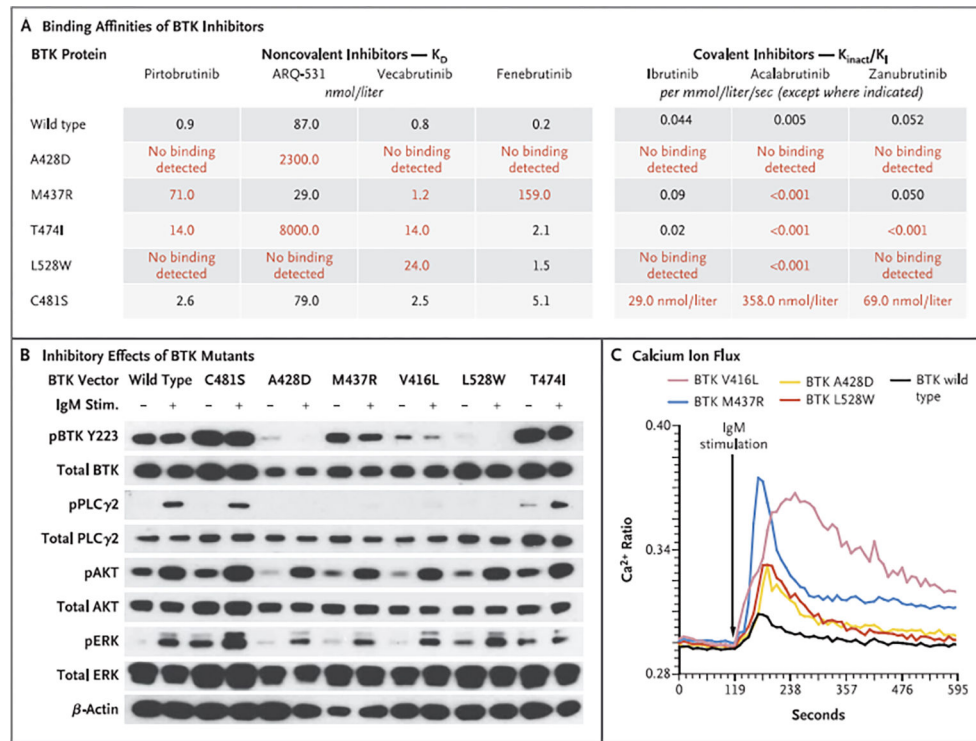 A Binding Affinities of BTK Inhibitors
BTK Protein
Noncovalent Inhibitors — KD
Covalent Inhibitors — Kinact/KI
Pirtobrutinib ARQ-531 Vecabrutinib Fenebrutinib
Ibrutinib Acalabrutinib Zanubrutinib
nmol/liter
per mmol/liter/sec (except where indicated)
Wild type 0.9 87.0 0.8 0.2 0.044 0.005 0.052
A428D No binding detected 2300.0 No binding detected No binding detected No binding detected No binding detected No binding detected
M437R 71.0 29.0 1.2 159.0 0.09 <0.001 0.050
T474I 14.0 8000.0 14.0 2.1 0.02 <0.001 <0.001
L528W No binding detected No binding detected 24.0 1.5 No binding detected <0.001 No binding detected
C481S 2.6 79.0 2.5 5.1 29.0 nmol/liter 358.0 nmol/liter 69.0 nmol/liter
B Inhibitory Effects of BTK Mutants
BTK Vector Wild Type C481S A428D M437R V416L L528W T474I
IgM Stim. – + – + – + – + – + – + – +
pBTK Y223
Total BTK
pPLCγ2
Total PLCγ2
pAKT
Total AKT
pERK
Total ERK
β-Actin
C Calcium Ion Flux
BTK V416L BTK A428D BTK wild type
BTK M437R BTK L528W
IgM stimulation
Ca2+ Ratio
0.40
0.34
0.28
0 119 238 357 476 595
Seconds